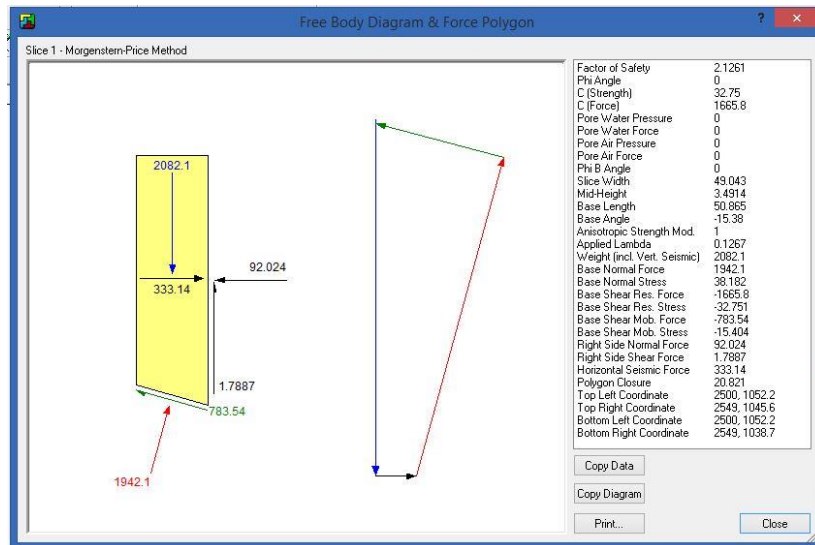 Free Body Diagram & Force Polygon
?
Slice 1 - Morgenstern-Price Method
2082.1
333.14
92.024
1.7887
783.54
1942.1
Factor of Safety 2.1261
Phi Angle 0
C (Strength) 32.75
C (Force) 1665.8
Pore Water Pressure 0
Pore Water Force 0
Pore Air Pressure 0
Pore Air Force 0
Phi B Angle 0
Slice Width 49.043
Mid-Height 3.4914
Base Length 50.865
Base Angle -15.38
Anisotropic Strength Mod. 1
Applied Lambda 0.1267
Weight (incl. Vert. Seismic) 2082.1
Base Normal Force 1942.1
Base Normal Stress 38.182
Base Shear Res. Force -1665.8
Base Shear Res. Stress -32.751
Base Shear Mob. Force -783.54
Base Shear Mob. Stress -15.404
Right Side Normal Force 92.024
Right Side Shear Force 1.7887
Horizontal Seismic Force 333.14
Polygon Closure 20.821
Top Left Coordinate 2500, 1052.2
Top Right Coordinate 2549, 1045.6
Bottom Left Coordinate 2500, 1052.2
Bottom Right Coordinate 2549, 1038.7
Copy Data
Copy Diagram
Print...
Close